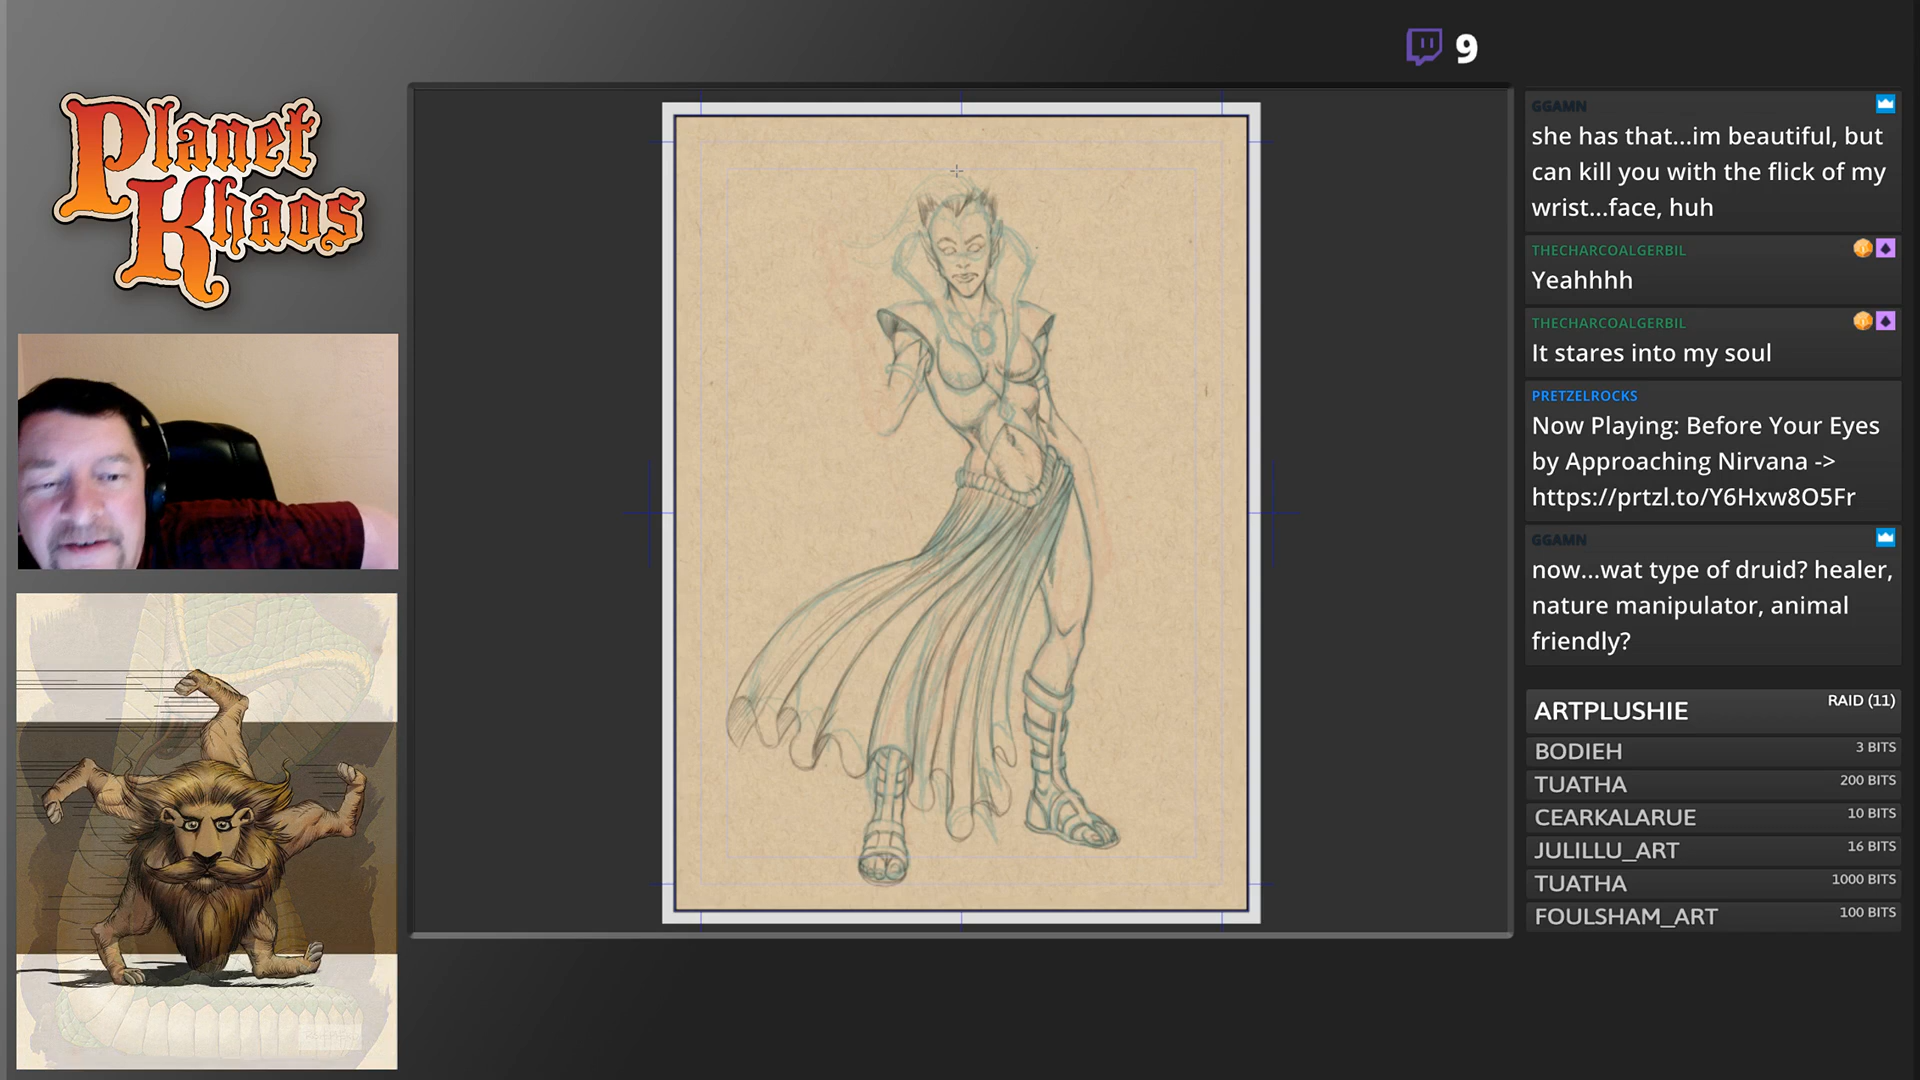 9
Planet
Khaos
GGAMN
she has that...im beautiful, but
can kill you with the flick of my
wrist...face, huh
THECHARCOALGERBIL
Yeahhhh
THECHARCOALGERBIL
It stares into my soul
PRETZELROCKS
Now Playing: Before Your Eyes
by Approaching Nirvana ->
https://prtzl.to/Y6Hxw8O5Fr
GGAMN
now...wat type of druid? healer,
nature manipulator, animal
friendly?
ARTPLUSHIE RAID (11)
BODIEH 3 BITS
TUATHA 200 BITS
CEARKALARUE 10 BITS
JULILLU_ART 16 BITS
TUATHA 1000 BITS
FOULSHAM_ART 100 BITS